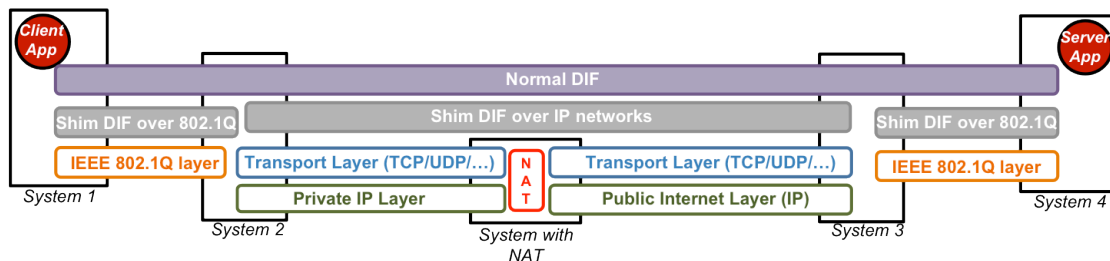 Client
App
Server
App
Normal DIF
Shim DIF over 802.1Q
Shim DIF over IP networks
Shim DIF over 802.1Q
IEEE 802.1Q layer
Transport Layer (TCP/UDP/...)
N
A
T
Transport Layer (TCP/UDP/...)
IEEE 802.1Q layer
Private IP Layer
Public Internet Layer (IP)
System 1
System 2
System with
NAT
System 3
System 4